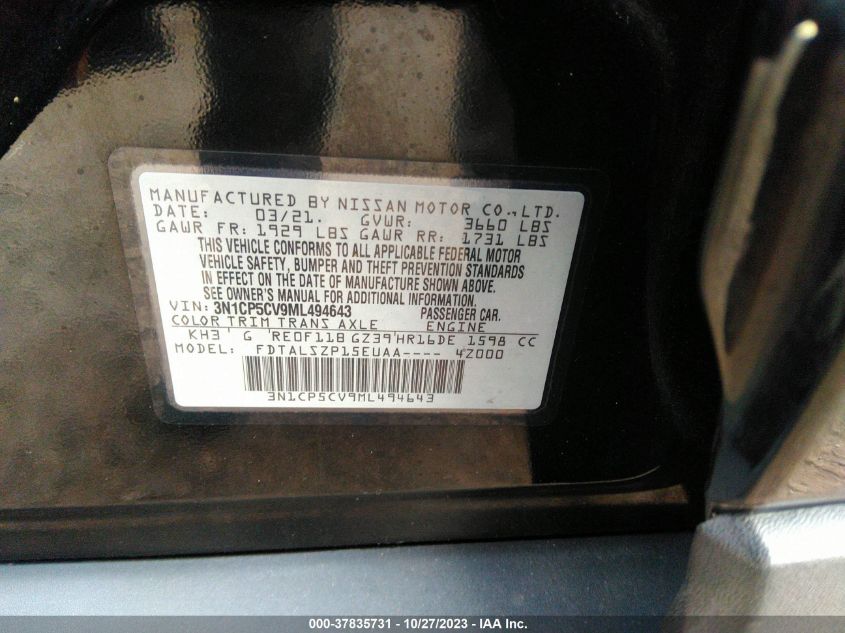 MANUFACTURED BY NISSAN MOTOR CO.,LTD.
DATE: 03/21. GVWR: 3660 LBS
GAWR FR: 1929 LBS GAWR RR: 1731 LBS
THIS VEHICLE CONFORMS TO ALL APPLICABLE FEDERAL MOTOR
VEHICLE SAFETY, BUMPER AND THEFT PREVENTION STANDARDS
IN EFFECT ON THE DATE OF MANUFACTURE SHOWN ABOVE.
SEE OWNER'S MANUAL FOR ADDITIONAL INFORMATION.
VIN: 3N1CP5CV9ML494643 PASSENGER CAR.
COLOR TRIM TRANS AXLE ENGINE
KH3 G RE0F11B GZ39 HR16DE 1598 CC
MODEL: FDTALSZP15EUAA---- 4Z000
3N1CP5CV9ML494643
000-37835731 - 10/27/2023 - IAA Inc.